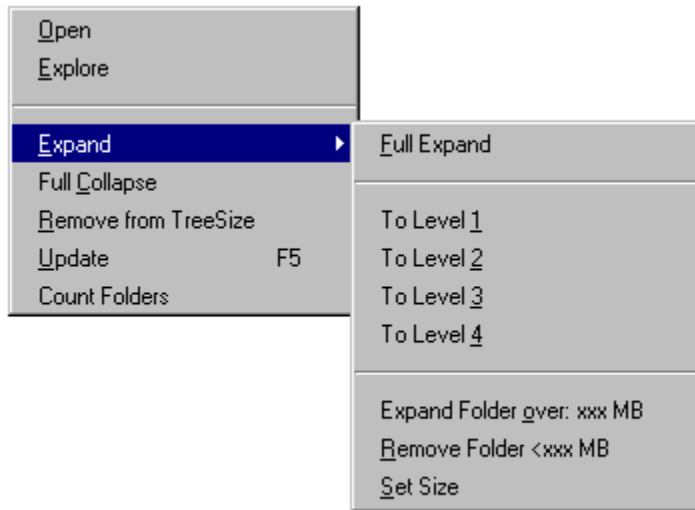 Open
Explore
Expand
Full Collapse
Remove from TreeSize
Update F5
Count Folders
Full Expand
To Level 1
To Level 2
To Level 3
To Level 4
Expand Folder over: xxx MB
Remove Folder <xxx MB
Set Size